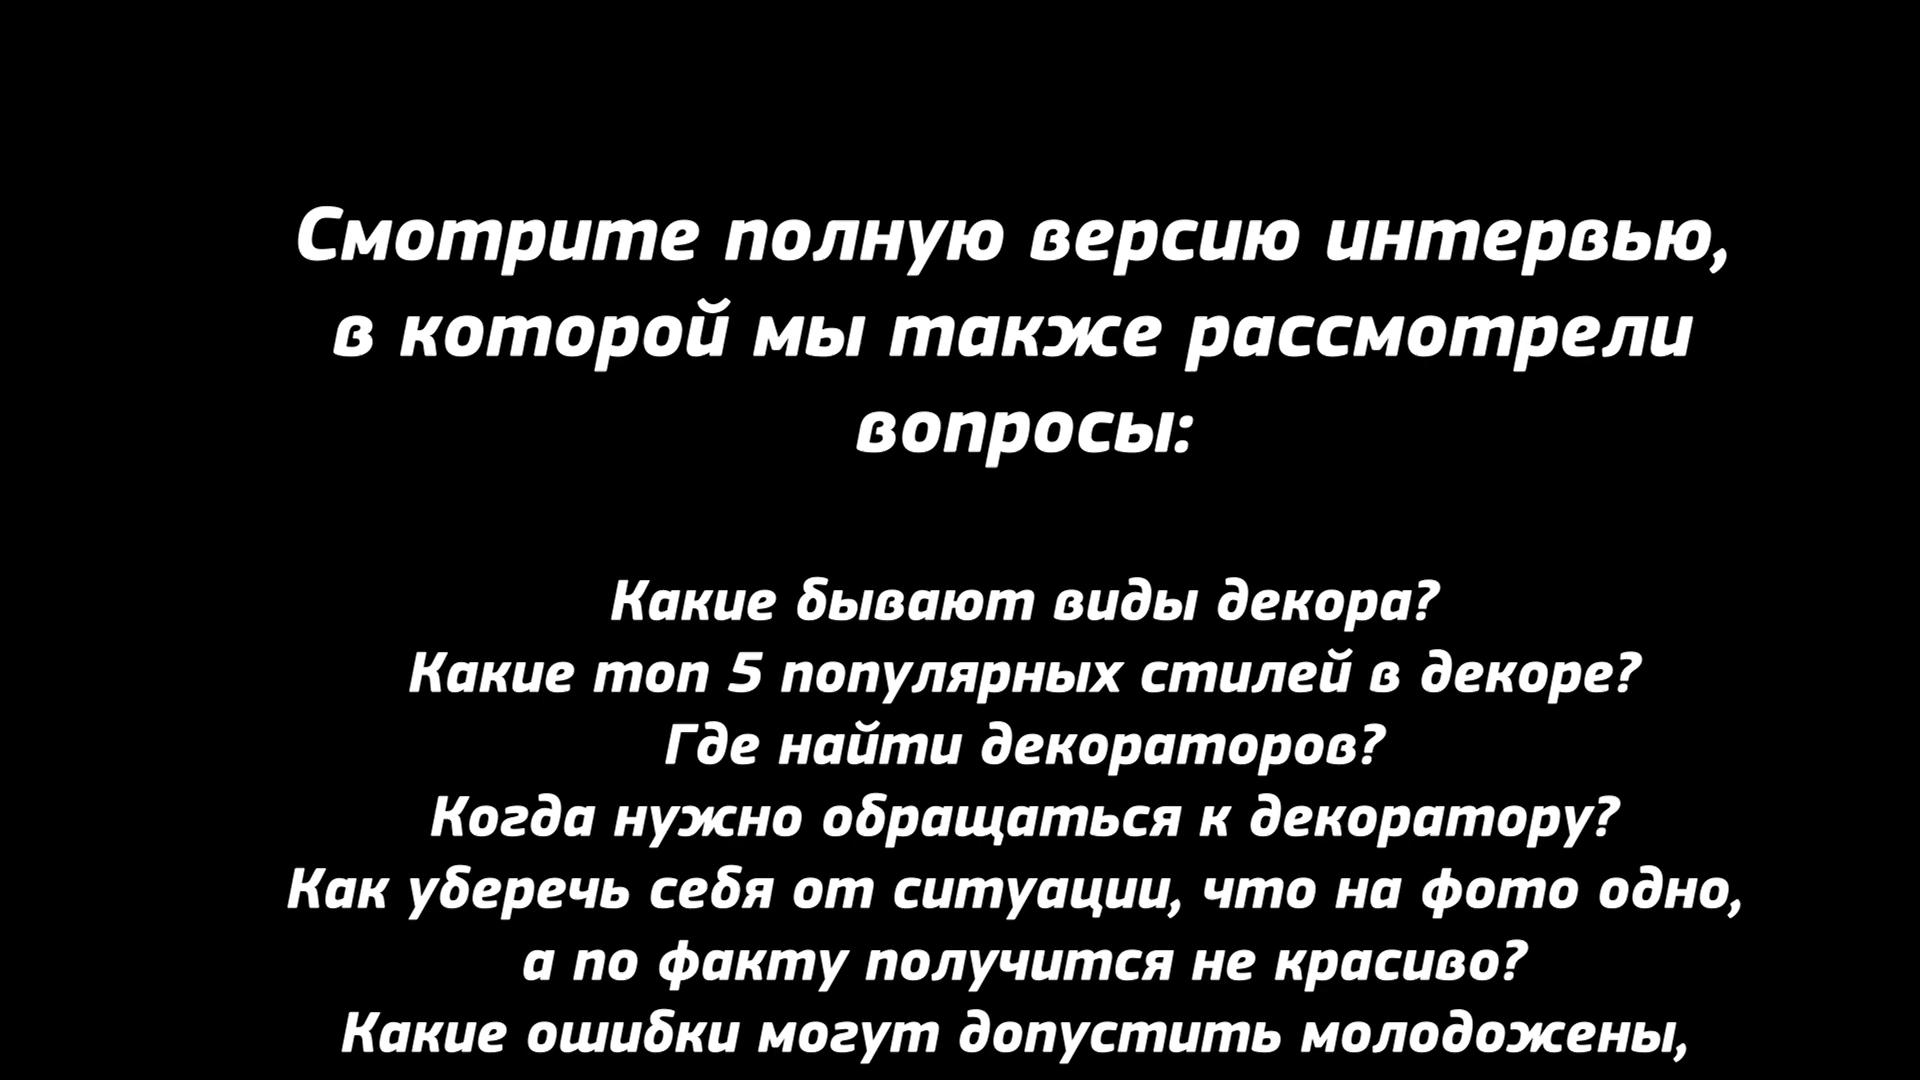 Смотрите полную версию интервью,
в которой мы также рассмотрели
вопросы:
Какие бывают виды декора?
Какие топ 5 популярных стилей в декоре?
Где найти декораторов?
Когда нужно обращаться к декоратору?
Как уберечь себя от ситуации, что на фото одно,
а по факту получится не красиво?
Какие ошибки могут допустить молодожены,